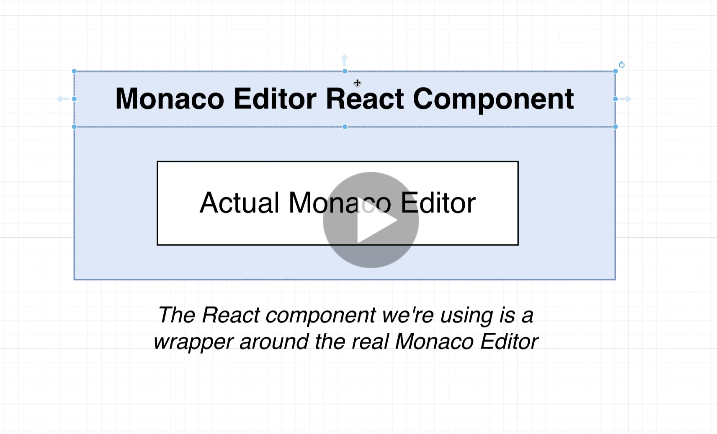 Monaco Editor React Component
Actual Monaco Editor
The React component we're using is a
wrapper around the real Monaco Editor